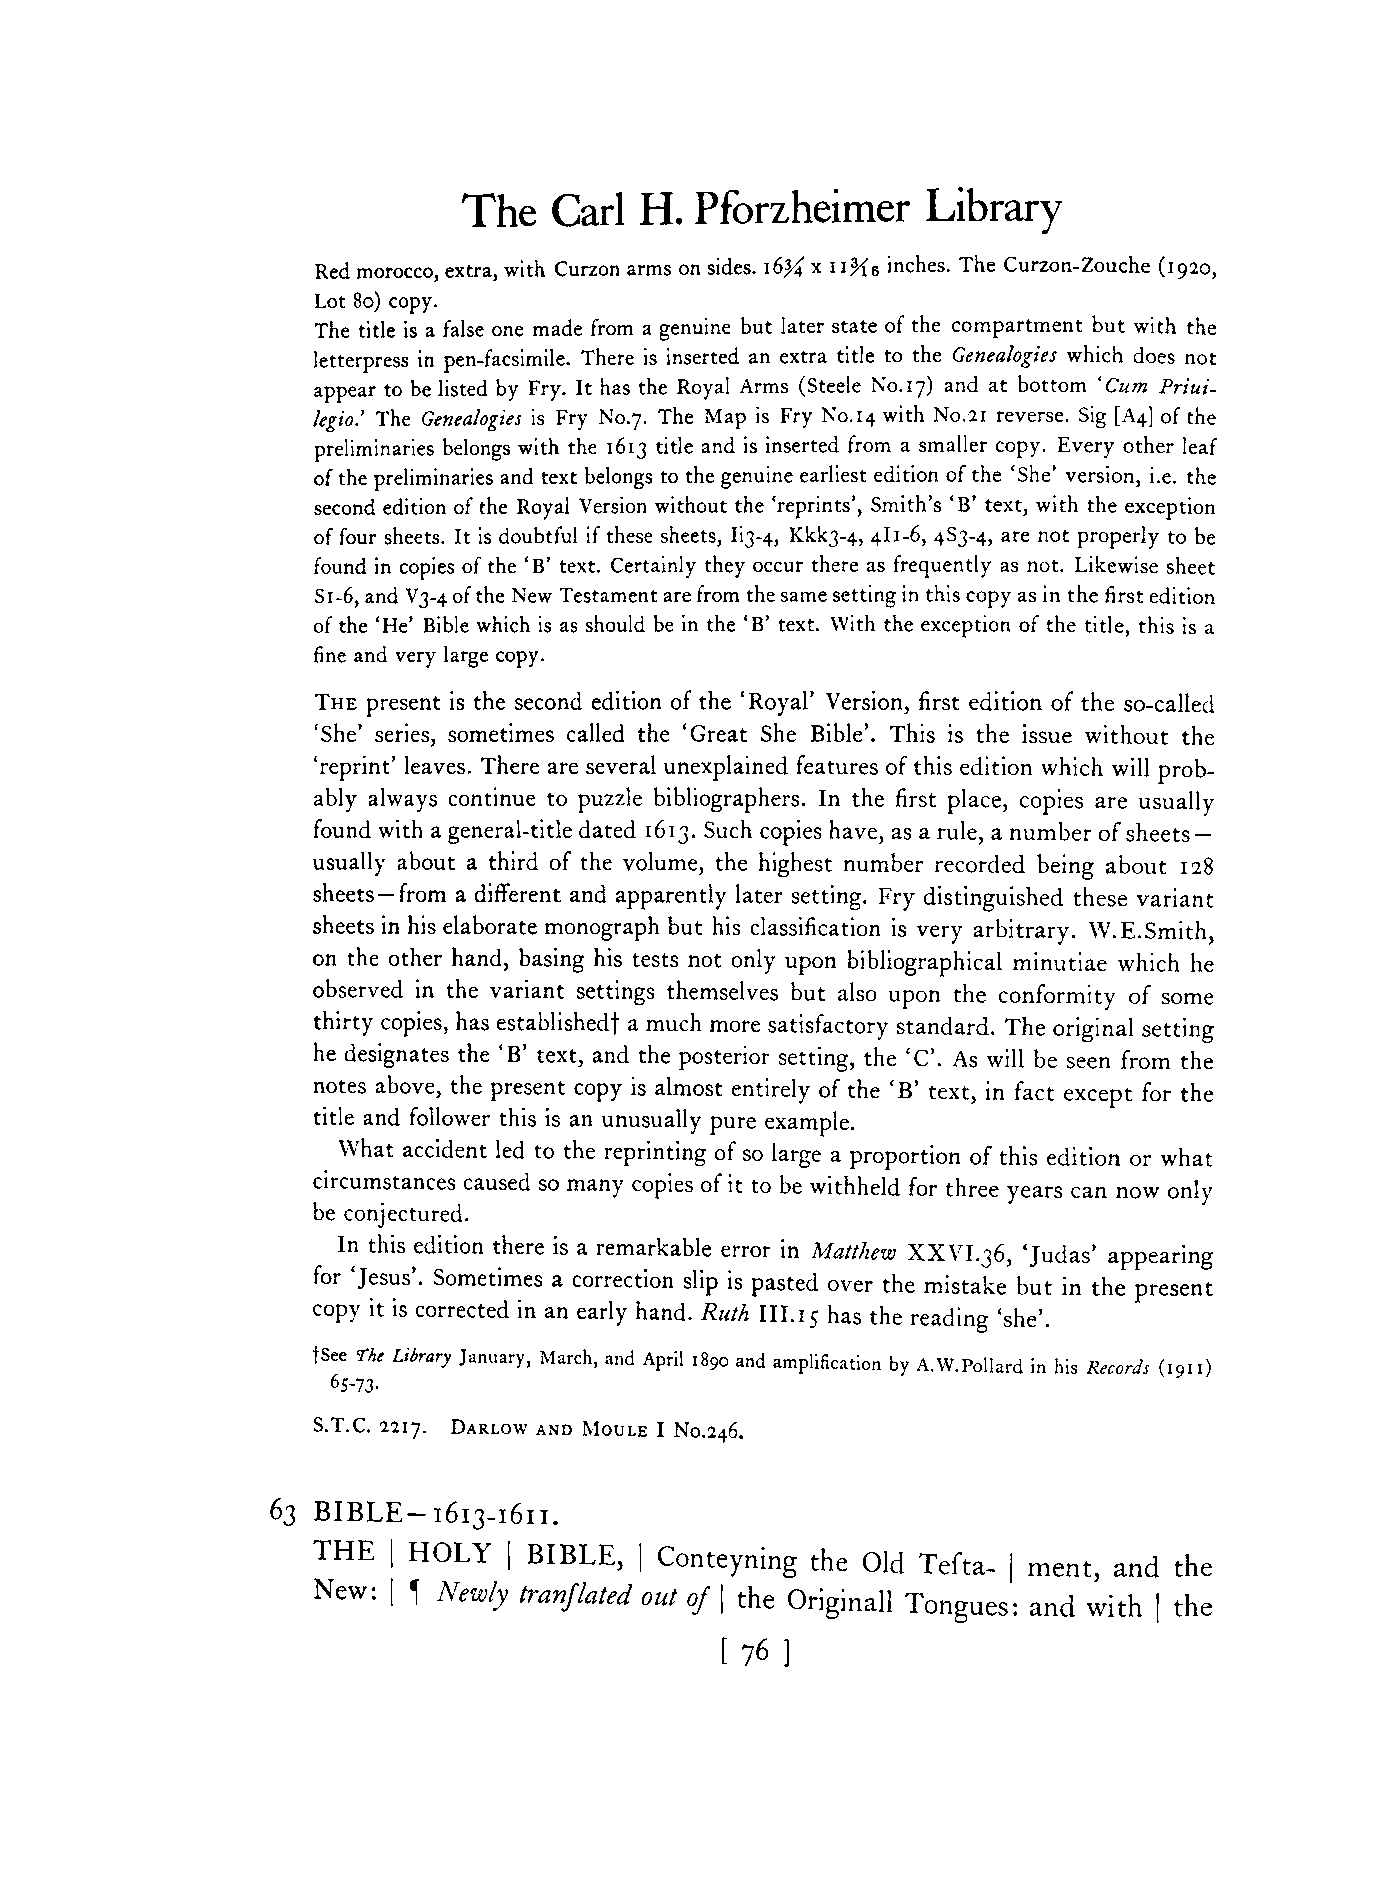 The Carl H. Pforzheimer Library
Red morocco, extra, with Curzon arms on sides. 16¾ x 11 3/16 inches. The Curzon-Zouche (1920,
Lot 80) copy.
The title is a false one made from a genuine but later state of the compartment but with the
letterpress in pen-facsimile. There is inserted an extra title to the Genealogies which does not
appear to be listed by Fry. It has the Royal Arms (Steele No.17) and at bottom ‘Cum Priui-
legio.’ The Genealogies is Fry No.7. The Map is Fry No.14 with No.21 reverse. Sig [A4] of the
preliminaries belongs with the 1613 title and is inserted from a smaller copy. Every other leaf
of the preliminaries and text belongs to the genuine earliest edition of the ‘She’ version, i.e. the
second edition of the Royal Version without the ‘reprints’, Smith’s ‘B’ text, with the exception
of four sheets. It is doubtful if these sheets, Ii3-4, Kkk3-4, 4I1-6, 4S3-4, are not properly to be
found in copies of the ‘B’ text. Certainly they occur there as frequently as not. Likewise sheet
S1-6, and V3-4 of the New Testament are from the same setting in this copy as in the first edition
of the ‘He’ Bible which is as should be in the ‘B’ text. With the exception of the title, this is a
fine and very large copy.
THE present is the second edition of the ‘Royal’ Version, first edition of the so-called
‘She’ series, sometimes called the ‘Great She Bible’. This is the issue without the
‘reprint’ leaves. There are several unexplained features of this edition which will prob-
ably always continue to puzzle bibliographers. In the first place, copies are usually
found with a general-title dated 1613. Such copies have, as a rule, a number of sheets—
usually about a third of the volume, the highest number recorded being about 128
sheets—from a different and apparently later setting. Fry distinguished these variant
sheets in his elaborate monograph but his classification is very arbitrary. W.E.Smith,
on the other hand, basing his tests not only upon bibliographical minutiae which he
observed in the variant settings themselves but also upon the conformity of some
thirty copies, has established† a much more satisfactory standard. The original setting
he designates the ‘B’ text, and the posterior setting, the ‘C’. As will be seen from the
notes above, the present copy is almost entirely of the ‘B’ text, in fact except for the
title and follower this is an unusually pure example.
What accident led to the reprinting of so large a proportion of this edition or what
circumstances caused so many copies of it to be withheld for three years can now only
be conjectured.
In this edition there is a remarkable error in Matthew XXVI.36, ‘Judas’ appearing
for ‘Jesus’. Sometimes a correction slip is pasted over the mistake but in the present
copy it is corrected in an early hand. Ruth III.15 has the reading ‘she’.
†See The Library January, March, and April 1890 and amplification by A.W.Pollard in his Records (1911)
65-73.
S.T.C. 2217. DARLOW AND MOULE I No.246.
63 BIBLE—1613-1611.
THE | HOLY | BIBLE, | Conteyning the Old Teſta- | ment, and the
New: | ¶ Newly tranſlated out of | the Originall Tongues: and with | the
[ 76 ]